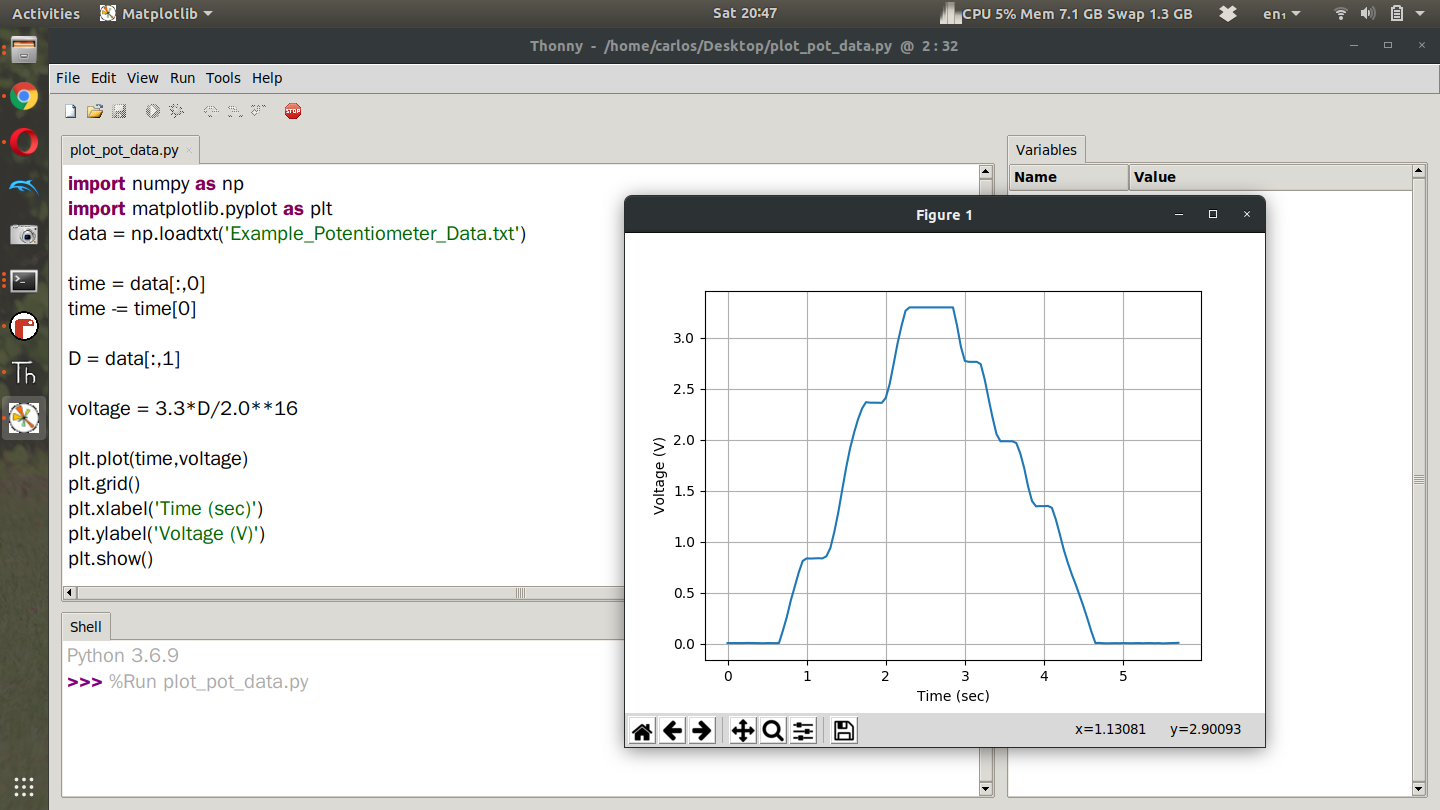 Activities Matplotlib Sat 20:47 CPU 5% Mem 7.1 GB Swap 1.3 GB en₁
Thonny - /home/carlos/Desktop/plot_pot_data.py @ 2:32
File Edit View Run Tools Help
STOP
plot_pot_data.py
import numpy as np
import matplotlib.pyplot as plt
data = np.loadtxt('Example_Potentiometer_Data.txt')
time = data[:,0]
time -= time[0]
D = data[:,1]
voltage = 3.3*D/2.0**16
plt.plot(time,voltage)
plt.grid()
plt.xlabel('Time (sec)')
plt.ylabel('Voltage (V)')
plt.show()
Shell
Python 3.6.9
>>> %Run plot_pot_data.py
Th
Variables
Name Value
Figure 1
Voltage (V)
3.0
2.5
2.0
1.5
1.0
0.5
0.0
0 1 2 3 4 5
Time (sec)
x=1.13081 y=2.90093